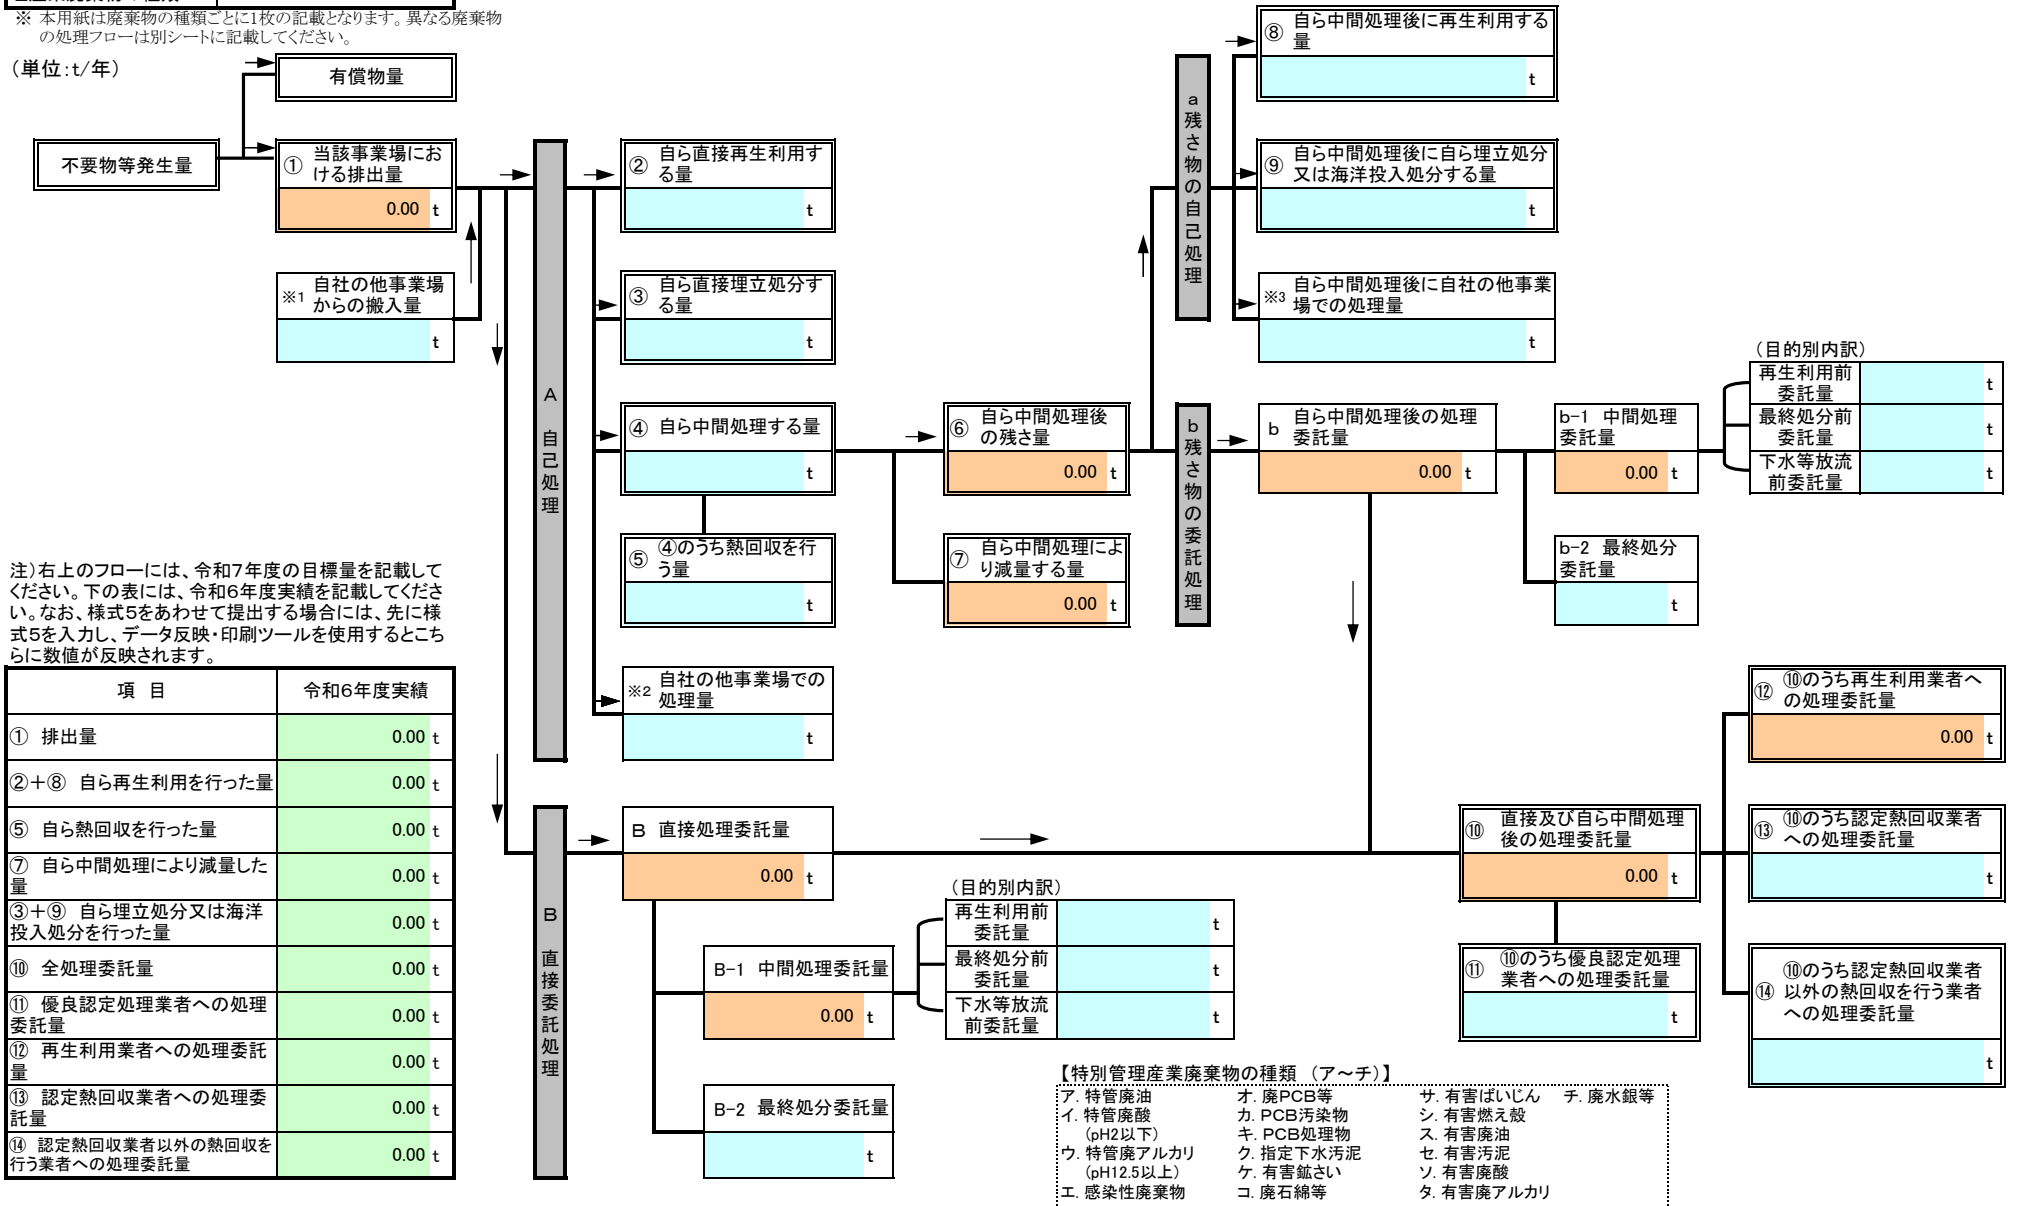 ※ 本用紙は廃棄物の種類ごとに1枚の記載となります。異なる廃棄物
の処理フローは別シートに記載してください。
（単位：t/年）
有償物量
不要物等発生量
① 当該事業場にお
ける排出量
0.00 t
※1 自社の他事業場
からの搬入量
t
A 自己処理
② 自ら直接再生利用す
る量
t
③ 自ら直接埋立処分す
る量
t
④ 自ら中間処理する量
t
⑤ ④のうち熱回収を行
う量
t
※2 自社の他事業場での
処理量
t
⑥ 自ら中間処理後
の残さ量
0.00 t
⑦ 自ら中間処理によ
り減量する量
0.00 t
a 残さ物の自己処理
⑧ 自ら中間処理後に再生利用する
量
t
⑨ 自ら中間処理後に自ら埋立処分
又は海洋投入処分する量
t
※3 自ら中間処理後に自社の他事業
場での処理量
t
b 残さ物の委託処理
b 自ら中間処理後の処理
委託量
0.00 t
b-1 中間処理
委託量
0.00 t
（目的別内訳）
再生利用前
委託量
t
最終処分前
委託量
t
下水等放流
前委託量
t
b-2 最終処分
委託量
t
注）右上のフローには、令和７年度の目標量を記載して
ください。下の表には、令和６年度実績を記載してくださ
い。なお、様式５をあわせて提出する場合には、先に様
式５を入力し、データ反映・印刷ツールを使用するとこち
らに数値が反映されます。
項 目 令和６年度実績
① 排出量 0.00 t
②＋⑧ 自ら再生利用を行った量 0.00 t
⑤ 自ら熱回収を行った量 0.00 t
⑦ 自ら中間処理により減量した
量 0.00 t
③＋⑨ 自ら埋立処分又は海洋
投入処分を行った量 0.00 t
⑩ 全処理委託量 0.00 t
⑪ 優良認定処理業者への処理
委託量 0.00 t
⑫ 再生利用業者への処理委託
量 0.00 t
⑬ 認定熱回収業者への処理委
託量 0.00 t
⑭ 認定熱回収業者以外の熱回収を
行う業者への処理委託量 0.00 t
B 直接委託処理
B 直接処理委託量
0.00 t
B-1 中間処理委託量
0.00 t
（目的別内訳）
再生利用前
委託量
t
最終処分前
委託量
t
下水等放流
前委託量
t
B-2 最終処分委託量
t
⑩ 直接及び自ら中間処理
後の処理委託量
0.00 t
⑪ ⑩のうち優良認定処理
業者への処理委託量
t
⑫ ⑩のうち再生利用業者へ
の処理委託量
0.00 t
⑬ ⑩のうち認定熱回収業者
への処理委託量
t
⑭ ⑩のうち認定熱回収業者
以外の熱回収を行う業者
への処理委託量
t
【特別管理産業廃棄物の種類 （ア～チ）】
ア．特管廃油 オ．廃PCB等 サ．有害ばいじん チ．廃水銀等
イ．特管廃酸 カ．PCB汚染物 シ．有害燃え殻
（pH2以下） キ．PCB処理物 ス．有害廃油
ウ．特管廃アルカリ ク．指定下水汚泥 セ．有害汚泥
（pH12.5以上） ケ．有害鉱さい ソ．有害廃酸
エ．感染性廃棄物 コ．廃石綿等 タ．有害廃アルカリ